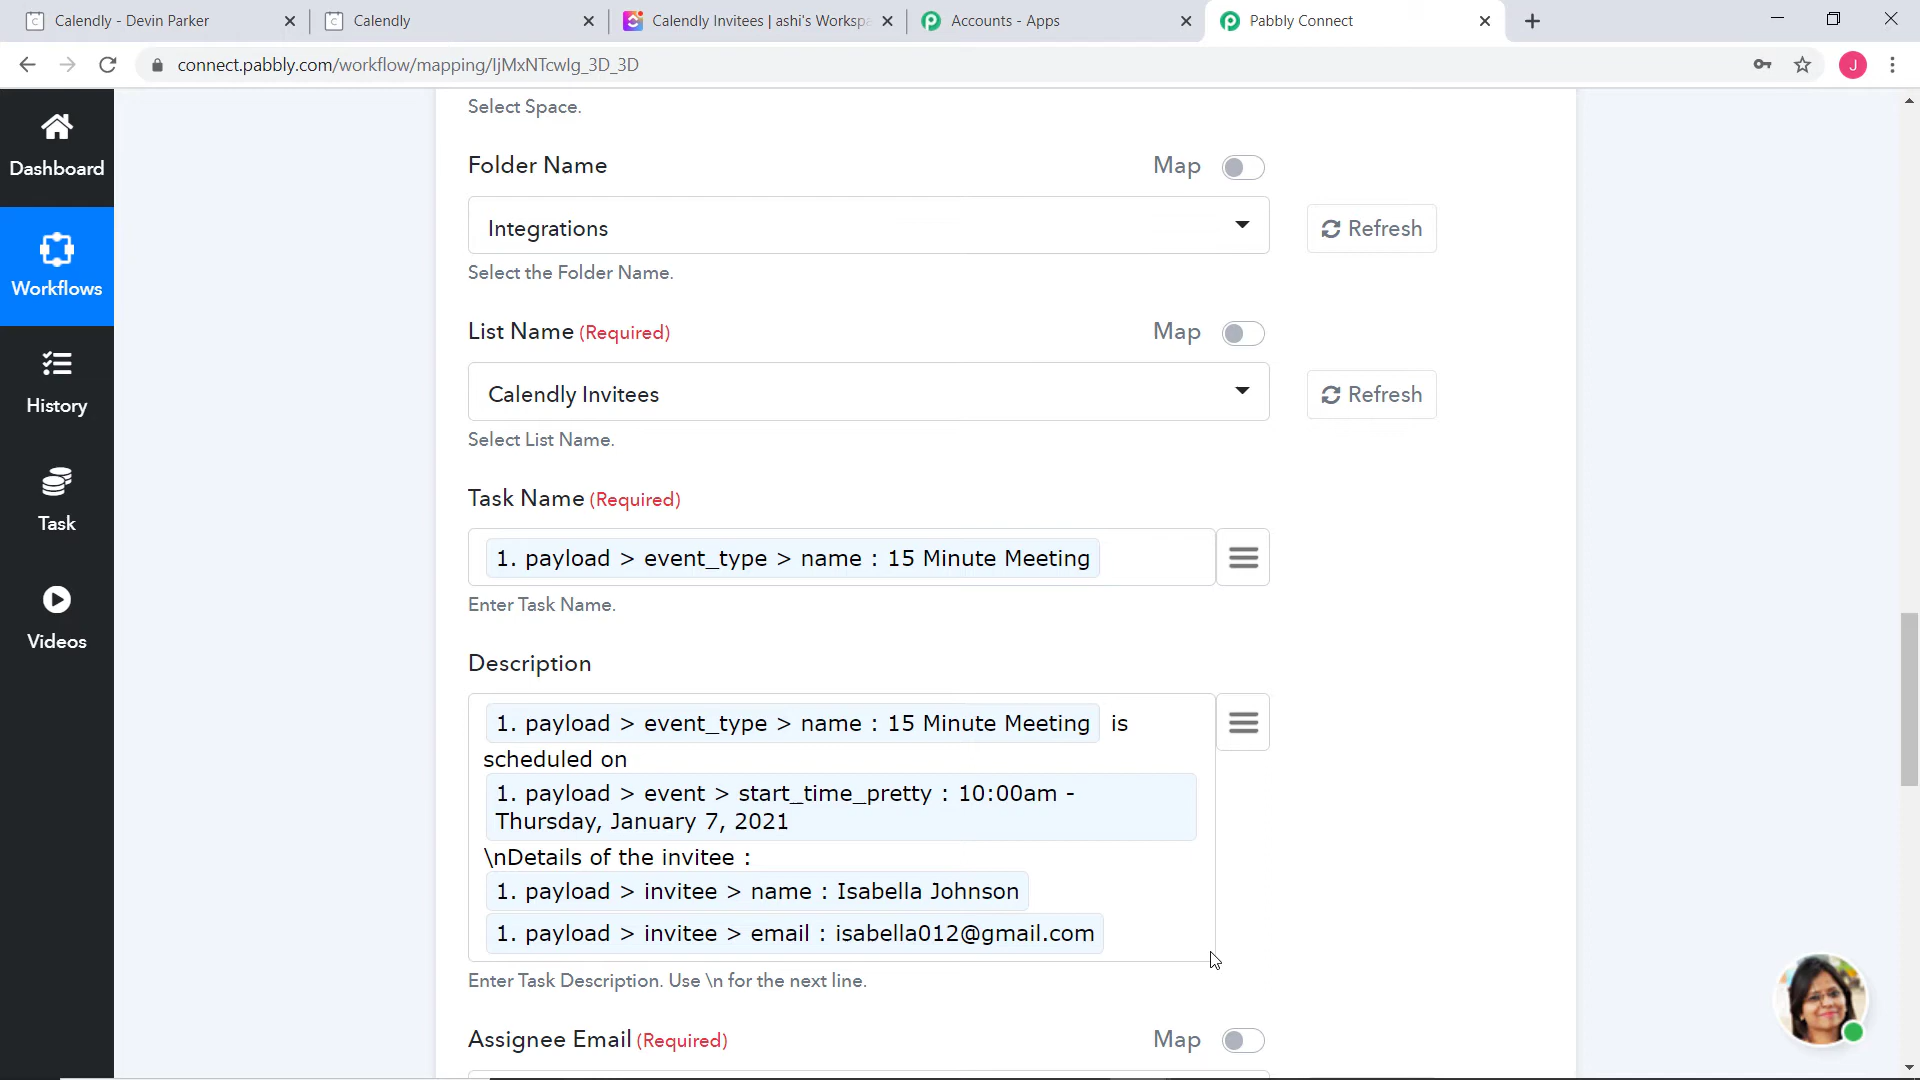 Calendly - Devin Parker
Calendly
Calendly Invitees | ashi's Workspa
Accounts - Apps
Pabbly Connect
connect.pabbly.com/workflow/mapping/IjMxNTcwIg_3D_3D
J
Dashboard
Workflows
History
Task
Videos
Select Space.
Folder Name
Map
Integrations
Refresh
Select the Folder Name.
List Name (Required)
Map
Calendly Invitees
Refresh
Select List Name.
Task Name (Required)
1. payload > event_type > name : 15 Minute Meeting
Enter Task Name.
Description
1. payload > event_type > name : 15 Minute Meeting is
scheduled on
1. payload > event > start_time_pretty : 10:00am -
Thursday, January 7, 2021
\nDetails of the invitee :
1. payload > invitee > name : Isabella Johnson
1. payload > invitee > email : isabella012@gmail.com
Enter Task Description. Use \n for the next line.
Assignee Email (Required)
Map